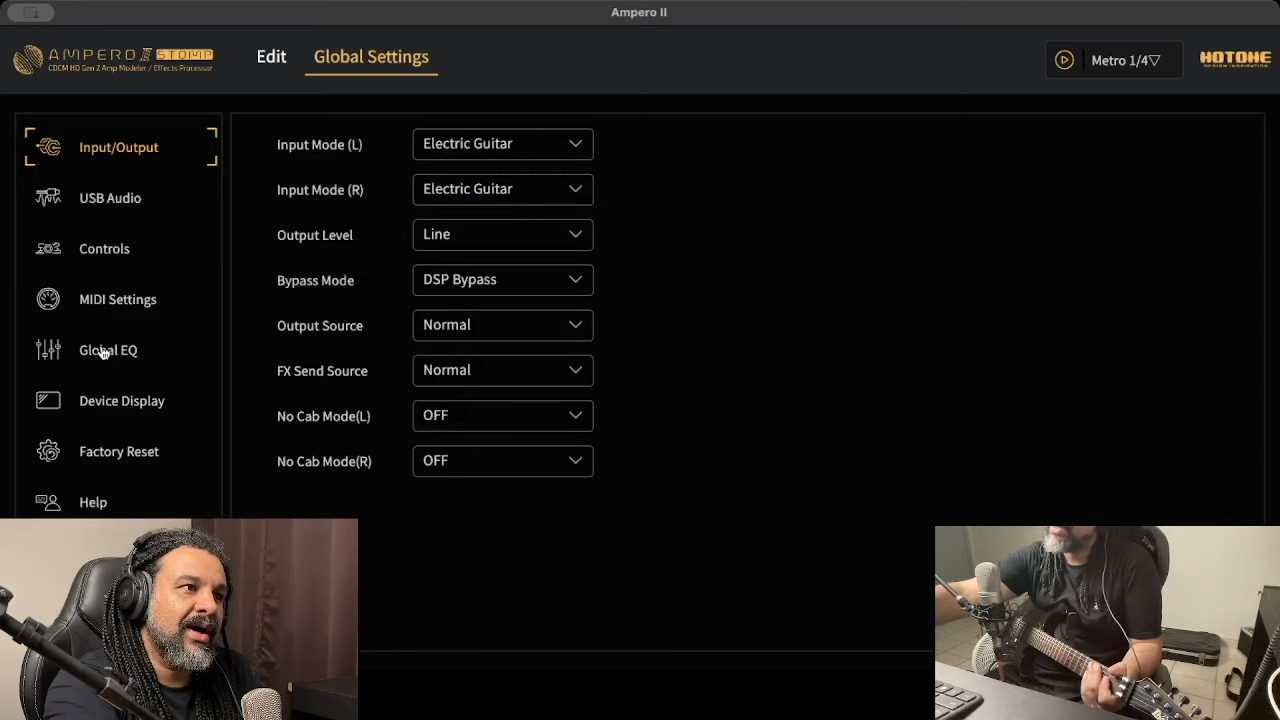 Ampero II
AMPERO II STOMP
CDCM HD Gen 2 Amp Modeler / Effects Processor
Edit
Global Settings
Metro 1/4
HOTONE
DESIGN INSPIRATION
Input/Output
USB Audio
Controls
MIDI Settings
Global EQ
Device Display
Factory Reset
Help
Input Mode (L) Electric Guitar
Input Mode (R) Electric Guitar
Output Level Line
Bypass Mode DSP Bypass
Output Source Normal
FX Send Source Normal
No Cab Mode(L) OFF
No Cab Mode(R) OFF